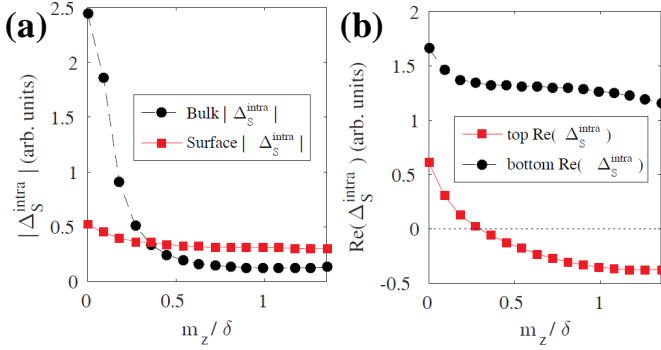 (a)
2.5
2
1.5
1
0.5
0
0
0.5
1
m_z / δ
|Δ_S^intra| (arb. units)
Bulk |Δ_S^intra|
Surface | Δ_S^intra|
(b)
2
1.5
1
0.5
0
-0.5
0
0.5
1
m_z / δ
Re(Δ_S^intra) (arb. units)
top Re( Δ_S^intra)
bottom Re( Δ_S^intra)